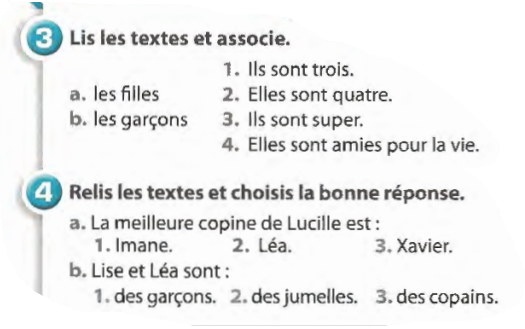 3 Lis les textes et associe.
1. Ils sont trois.
a. les filles 2. Elles sont quatre.
b. les garçons 3. Ils sont super.
4. Elles sont amies pour la vie.
4 Relis les textes et choisis la bonne réponse.
a. La meilleure copine de Lucille est :
1. Imane. 2. Léa. 3. Xavier.
b. Lise et Léa sont :
1. des garçons. 2. des jumelles. 3. des copains.